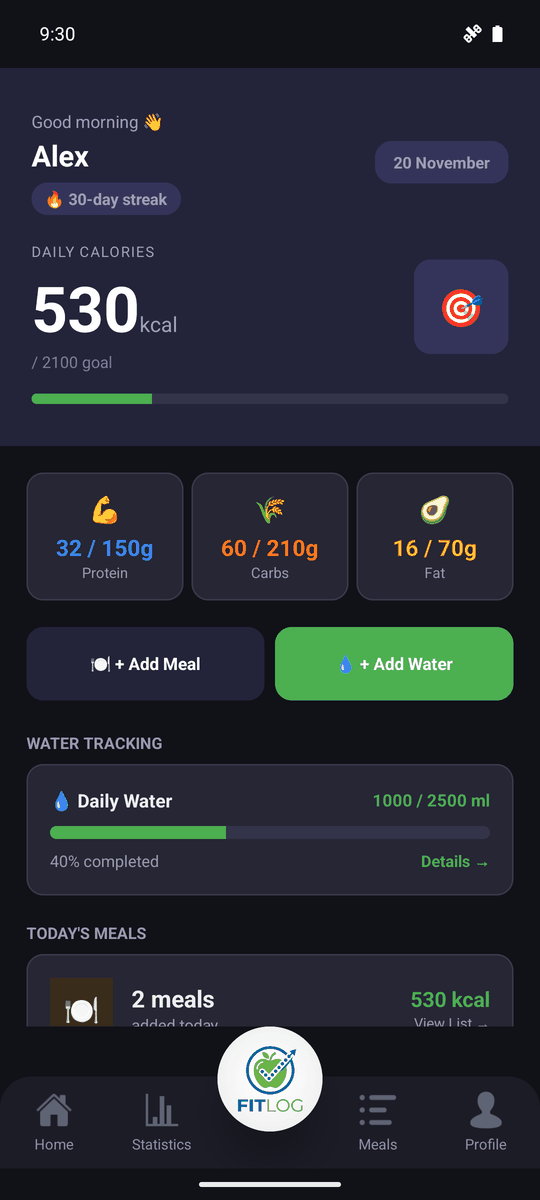 9:30
Good morning 👋
Alex
20 November
🔥 30-day streak
DAILY CALORIES
530kcal
/ 2100 goal
32 / 150g
Protein
60 / 210g
Carbs
16 / 70g
Fat
+ Add Meal
+ Add Water
WATER TRACKING
Daily Water
1000 / 2500 ml
40% completed
Details →
TODAY'S MEALS
2 meals
530 kcal
added today
View List →
FITLOG
Home
Statistics
Meals
Profile